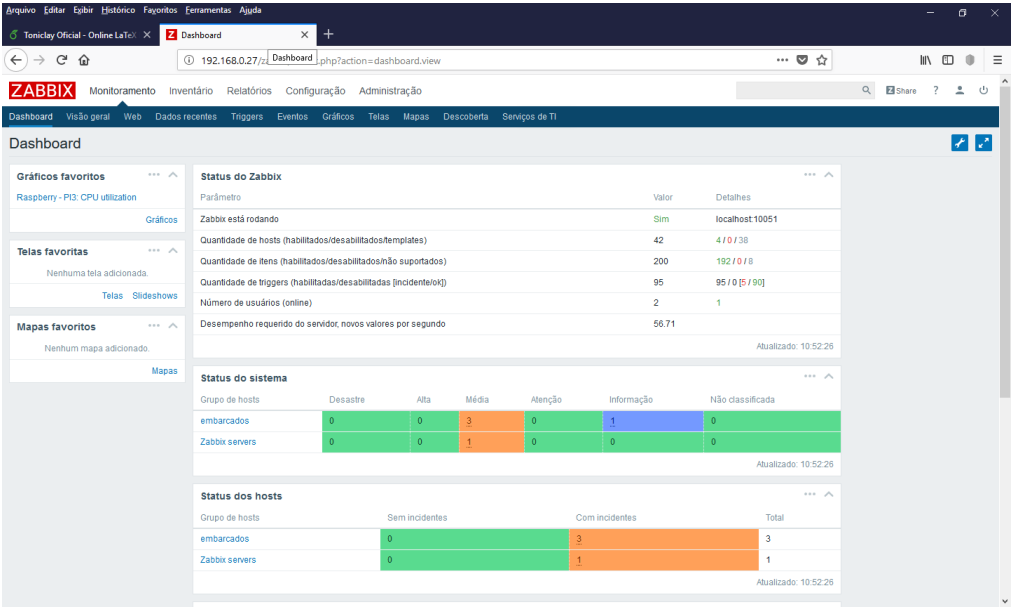 Arquivo Editar Exibir Histórico Favoritos Ferramentas Ajuda
Toniclay Oficial - Online LaTeX
Z Dashboard
192.168.0.27/z
Dashboard
.php?action=dashboard.view
ZABBIX Monitoramento Inventário Relatórios Configuração Administração Z Share ?
Dashboard Visão geral Web Dados recentes Triggers Eventos Gráficos Telas Mapas Descoberta Serviços de TI
Dashboard
Gráficos favoritos
Raspberry - PI3: CPU utilization
Gráficos
Telas favoritas
Nenhuma tela adicionada.
Telas Slideshows
Mapas favoritos
Nenhum mapa adicionado.
Mapas
Status do Zabbix
Parâmetro Valor Detalhes
Zabbix está rodando Sim localhost:10051
Quantidade de hosts (habilitados/desabilitados/templates) 42 4 / 0 / 38
Quantidade de itens (habilitados/desabilitados/não suportados) 200 192 / 0 / 8
Quantidade de triggers (habilitadas/desabilitadas [incidente/ok]) 95 95 / 0 [5 / 90]
Número de usuários (online) 2 1
Desempenho requerido do servidor, novos valores por segundo 56.71
Atualizado: 10:52:26
Status do sistema
Grupo de hosts Desastre Alta Média Atenção Informação Não classificada
embarcados 0 0 3 0 1 0
Zabbix servers 0 0 1 0 0 0
Atualizado: 10:52:26
Status dos hosts
Grupo de hosts Sem incidentes Com incidentes Total
embarcados 0 3 3
Zabbix servers 0 1 1
Atualizado: 10:52:26